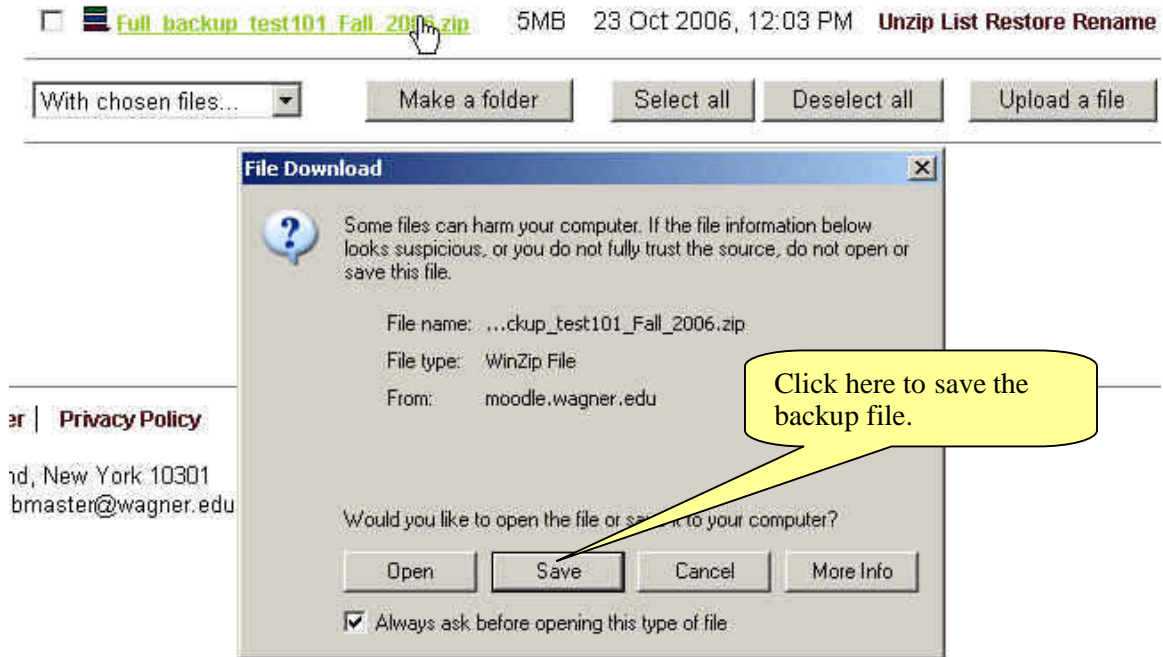 Full_backup_test101_Fall_2006.zip 5MB 23 Oct 2006, 12:03 PM Unzip List Restore Rename
With chosen files... Make a folder Select all Deselect all Upload a file
File Download
Some files can harm your computer. If the file information below
looks suspicious, or you do not fully trust the source, do not open or
save this file.
File name: ...ckup_test101_Fall_2006.zip
File type: WinZip File
From: moodle.wagner.edu
Click here to save the
backup file.
er | Privacy Policy
nd, New York 10301
bmaster@wagner.edu
Would you like to open the file or save it to your computer?
Open Save Cancel More Info
Always ask before opening this type of file